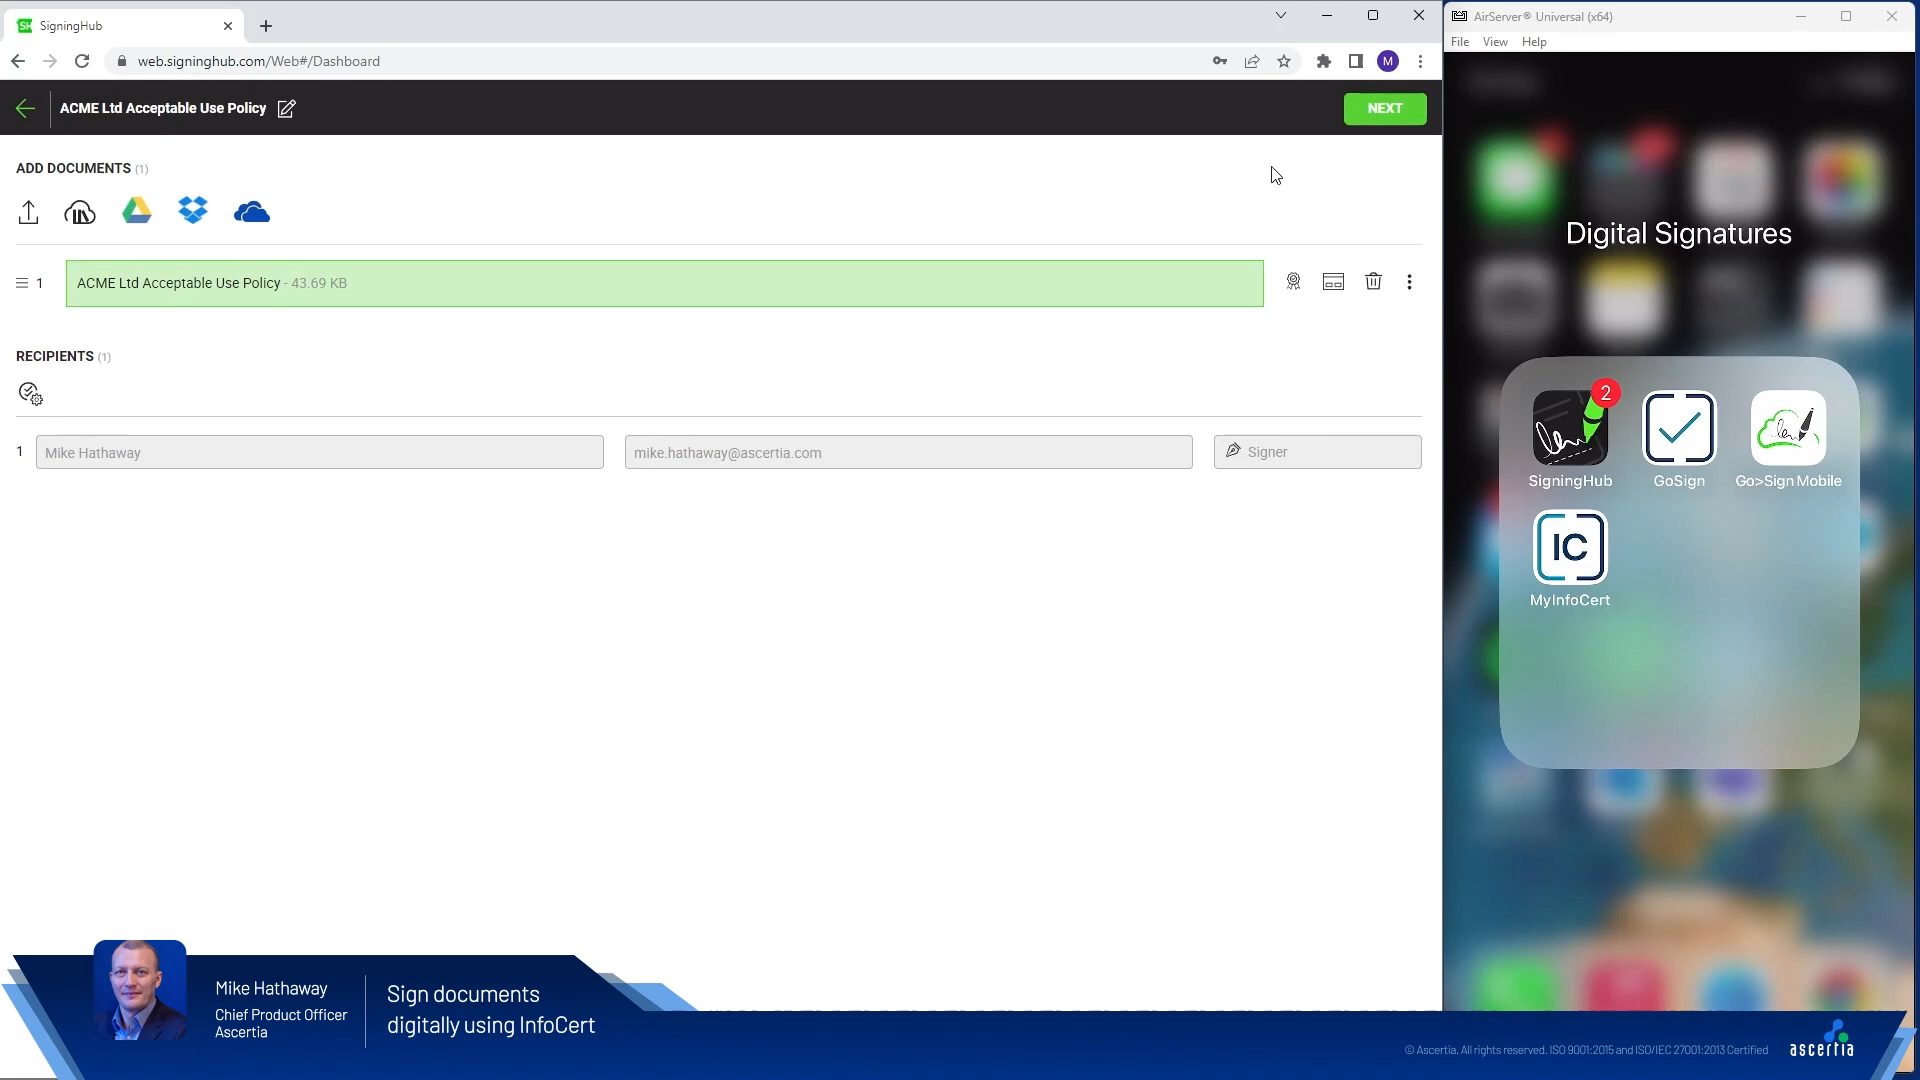 SigningHub
web.signinghub.com/Web#/Dashboard
M
ACME Ltd Acceptable Use Policy
NEXT
ADD DOCUMENTS (1)
1
ACME Ltd Acceptable Use Policy - 43.69 KB
RECIPIENTS (1)
1
Mike Hathaway
mike.hathaway@ascertia.com
Signer
AirServer® Universal (x64)
File View Help
Digital Signatures
2
SigningHub
GoSign
Go>Sign Mobile
IC
MyInfoCert
Mike Hathaway
Chief Product Officer
Ascertia
Sign documents
digitally using InfoCert
© Ascertia. All rights reserved. ISO 9001:2015 and ISO/IEC 27001:2013 Certified
ascertia